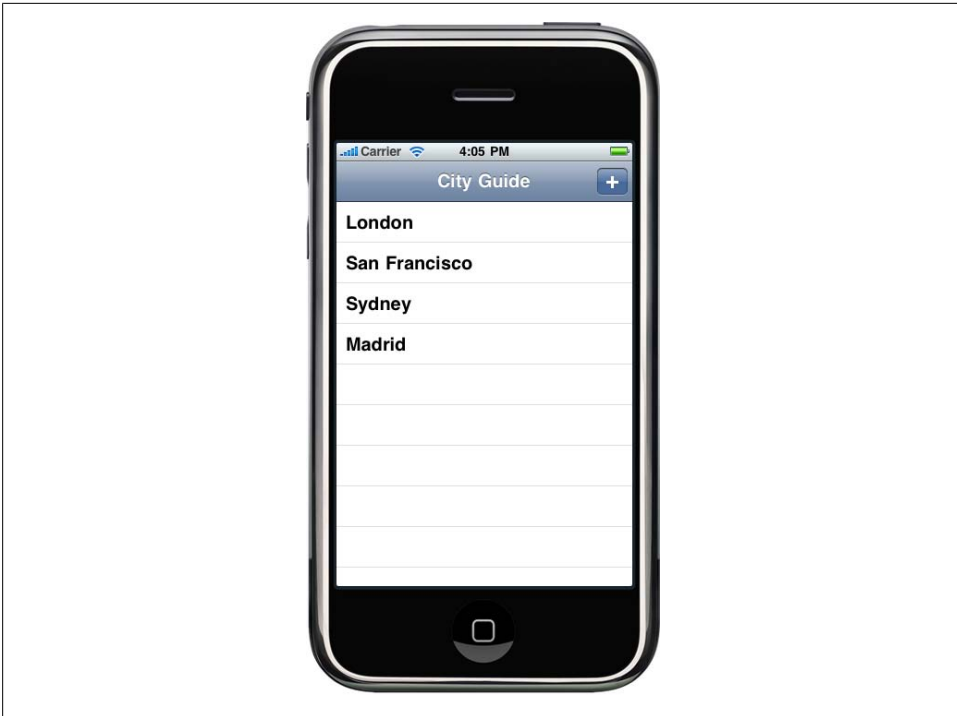 Carrier 4:05 PM
City Guide +
London
San Francisco
Sydney
Madrid